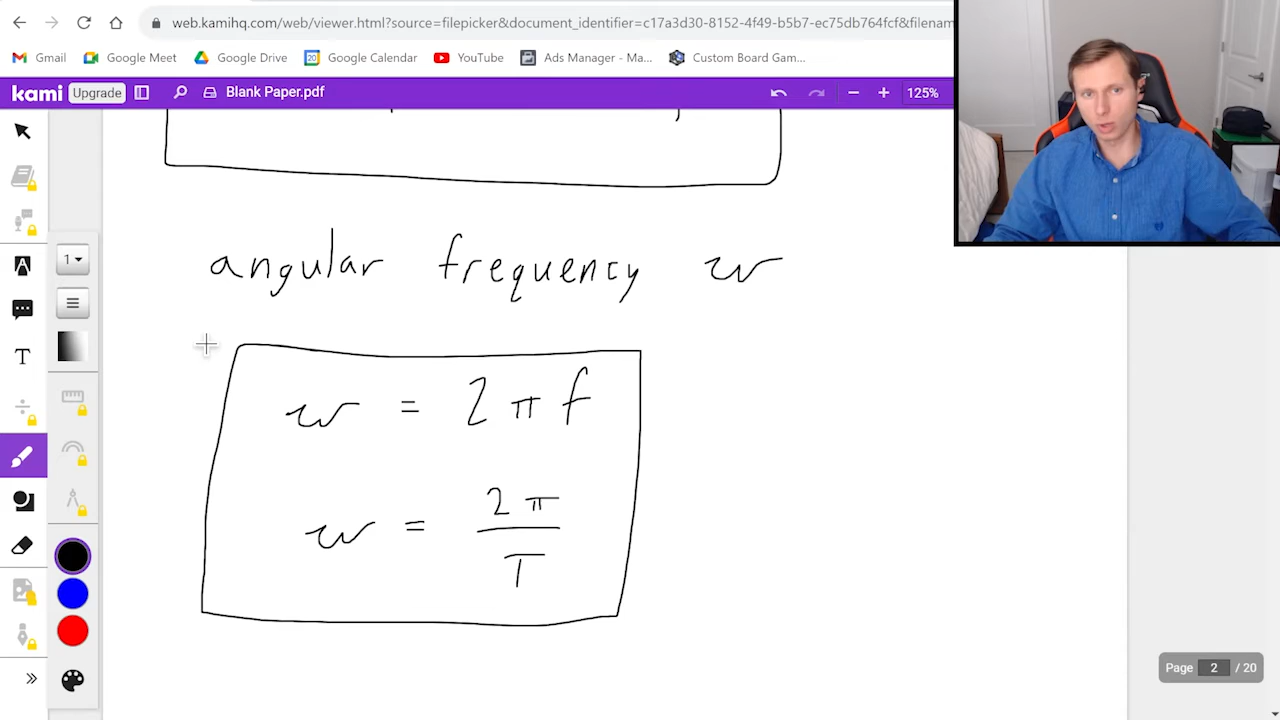 web.kamihq.com/web/viewer.html?source=filepicker&document_identifier=c17a3d30-8152-4f49-b5b7-ec75db764fcf&filenam
Gmail Google Meet Google Drive Google Calendar YouTube Ads Manager - Ma... Custom Board Gam...
kami Upgrade Blank Paper.pdf 125%
1
angular frequency w
w = 2πf
w = 2π/T
Page 2 / 20